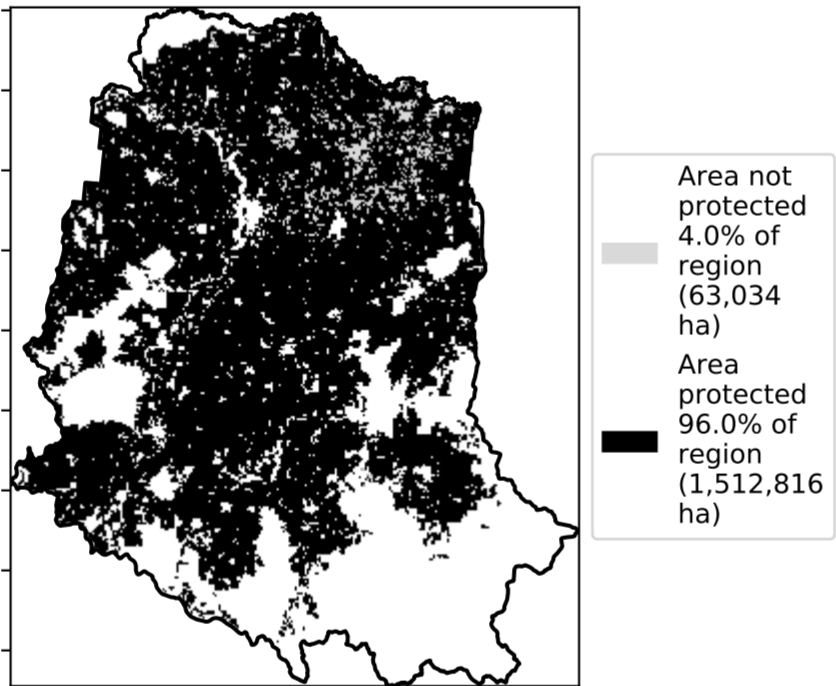 Area not
protected
4.0% of
region
(63,034
ha)
Area
protected
96.0% of
region
(1,512,816
ha)